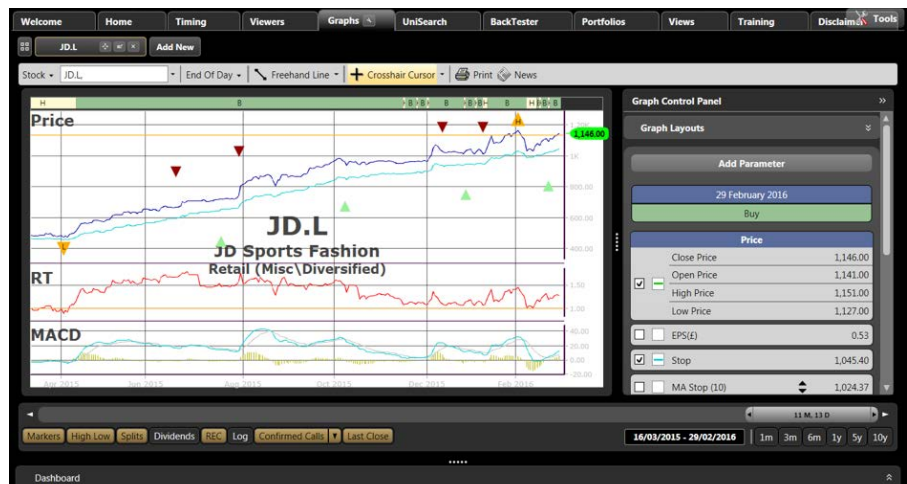 Welcome Home Timing Viewers Graphs UniSearch BackTester Portfolios Views Training Disclaimer Tools
JD.L Add New
Stock JD.L, End Of Day Freehand Line Crosshair Cursor Print News
H B B B B B B H B H B B
Graph Control Panel
Price
1,146.00
1K
800.00
600.00
400.00
H
L
JD.L
JD Sports Fashion
Retail (Misc\Diversified)
RT
1.50
1.00
MACD
40.00
20.00
0.00
-20.00
Apr 2015 Jun 2015 Aug 2015 Oct 2015 Dec 2015 Feb 2016
Graph Layouts
Add Parameter
29 February 2016
Buy
Price
Close Price 1,146.00
Open Price 1,141.00
High Price 1,151.00
Low Price 1,127.00
EPS(£) 0.53
Stop 1,045.40
MA Stop (10) 1,024.37
11 M, 13 D
Markers High Low Splits Dividends REC Log Confirmed Calls Last Close
16/03/2015 - 29/02/2016 1m 3m 6m 1y 5y 10y
Dashboard